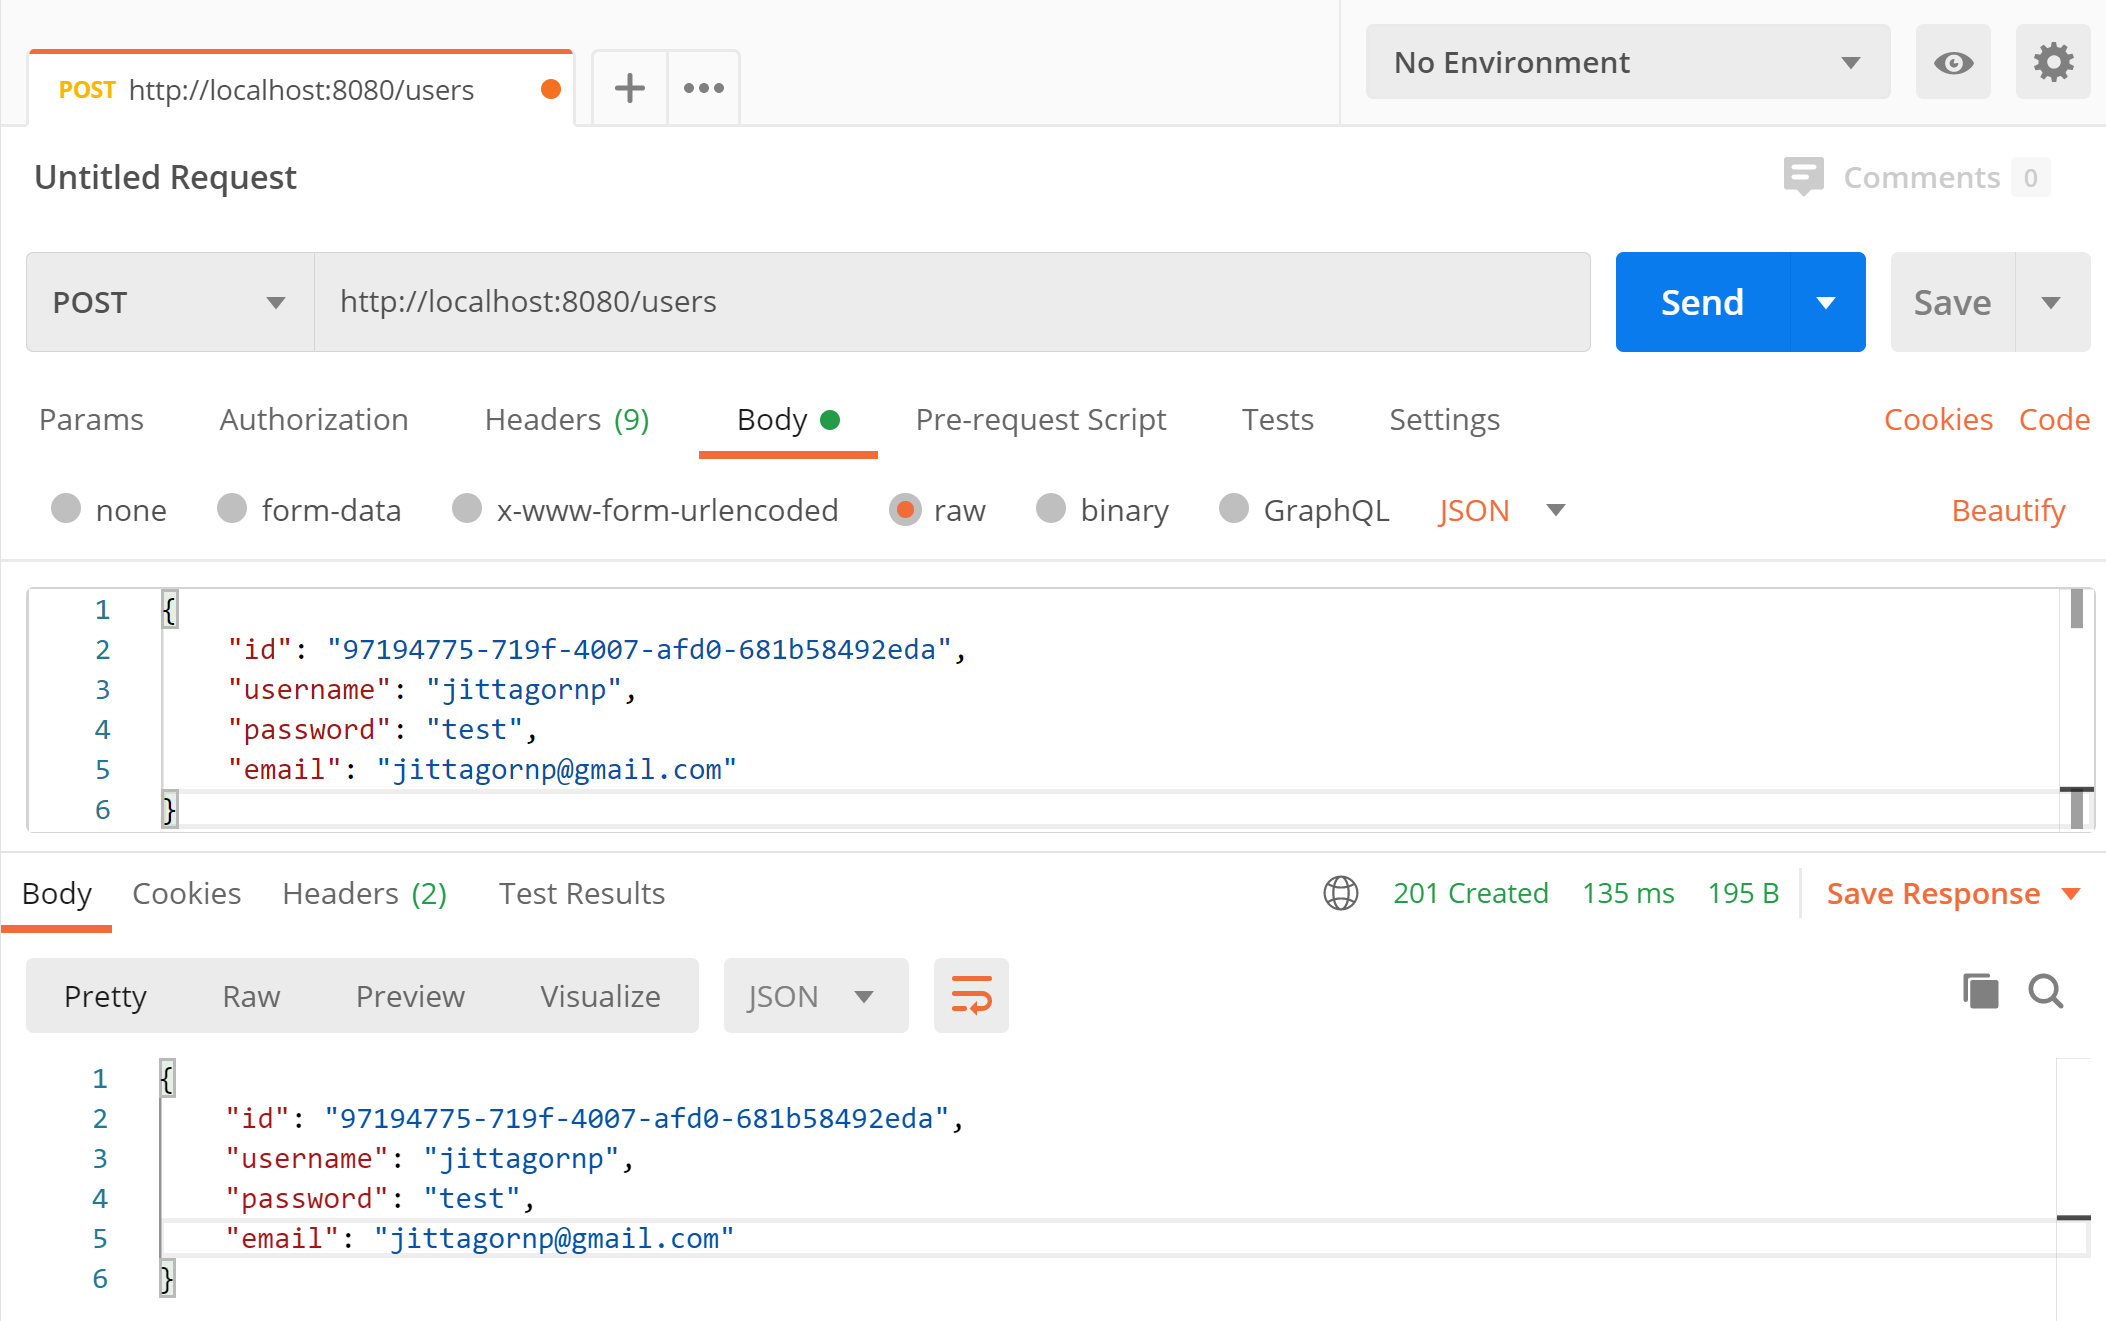 POST http://localhost:8080/users
No Environment
Untitled Request
Comments 0
POST http://localhost:8080/users Send Save
Params Authorization Headers (9) Body Pre-request Script Tests Settings Cookies Code
none form-data x-www-form-urlencoded raw binary GraphQL JSON Beautify
1 {
2 "id": "97194775-719f-4007-afd0-681b58492eda",
3 "username": "jittagornp",
4 "password": "test",
5 "email": "jittagornp@gmail.com"
6 }
Body Cookies Headers (2) Test Results 201 Created 135 ms 195 B Save Response
Pretty Raw Preview Visualize JSON
1 {
2 "id": "97194775-719f-4007-afd0-681b58492eda",
3 "username": "jittagornp",
4 "password": "test",
5 "email": "jittagornp@gmail.com"
6 }